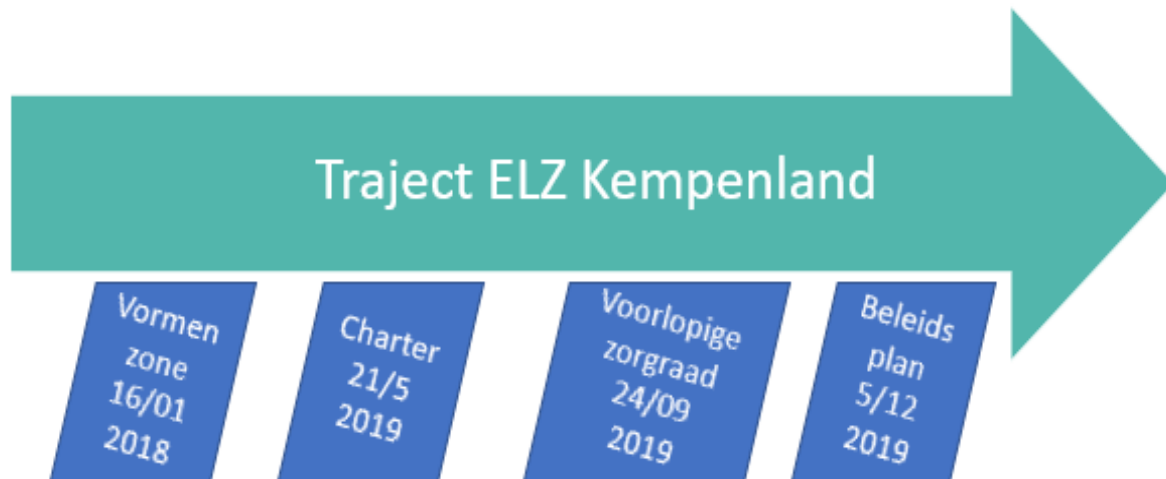 Traject ELZ Kempenland
Vormen
zone
16/01
2018
Charter
21/5
2019
Voorlopige
zorgraad
24/09
2019
Beleids
plan
5/12
2019